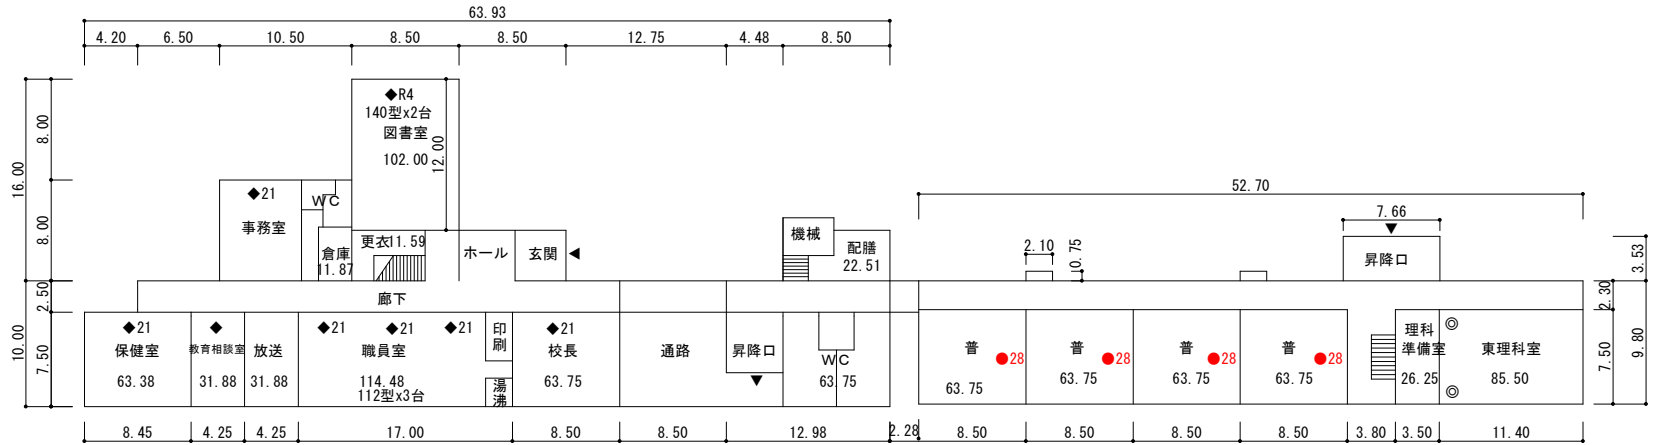 63.93
4.20 6.50 10.50 8.50 8.50 12.75 4.48 8.50
◆R4
140型x2台
図書室
102.00
12.00
16.00
8.00
8.00
◆21
事務室
WC
倉庫
11.87
更衣11.59
ホール
玄関
機械
配膳
22.51
52.70
7.66
昇降口
2.10
0.75
3.53
10.00
2.50
7.50
廊下
2.30
7.50
9.80
◆21
保健室
63.38
◆
教育相談室
31.88
放送
31.88
◆21 ◆21 ◆21
職員室
114.48
112型x3台
印刷
湯沸
◆21
校長
63.75
通路
昇降口
WC
63.75
普
28
63.75
普
28
63.75
普
28
63.75
普
28
63.75
理科
準備室
26.25
東理科室
85.50
8.45 4.25 4.25 17.00 8.50 8.50 12.98 2.28 8.50 8.50 8.50 8.50 3.80 3.50 11.40